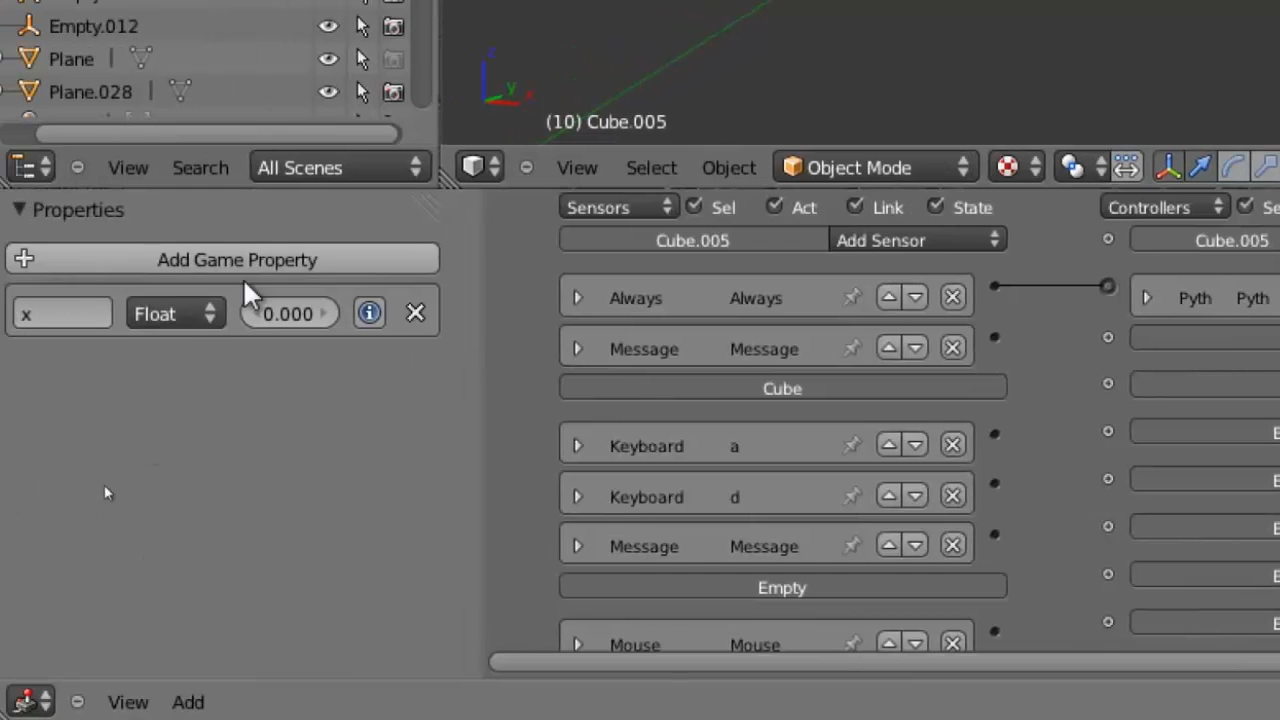 Empty.012
Plane
Plane.028
z
y
x
(10) Cube.005
View Search All Scenes
View Select Object Object Mode
Properties
Sensors Sel Act Link State
Controllers
Add Game Property
Cube.005 Add Sensor
Cube.005
x Float 0.000
Always Always
Pyth Pyth
Message Message
Cube
Keyboard a
Keyboard d
Message Message
Empty
Mouse Mouse
View Add